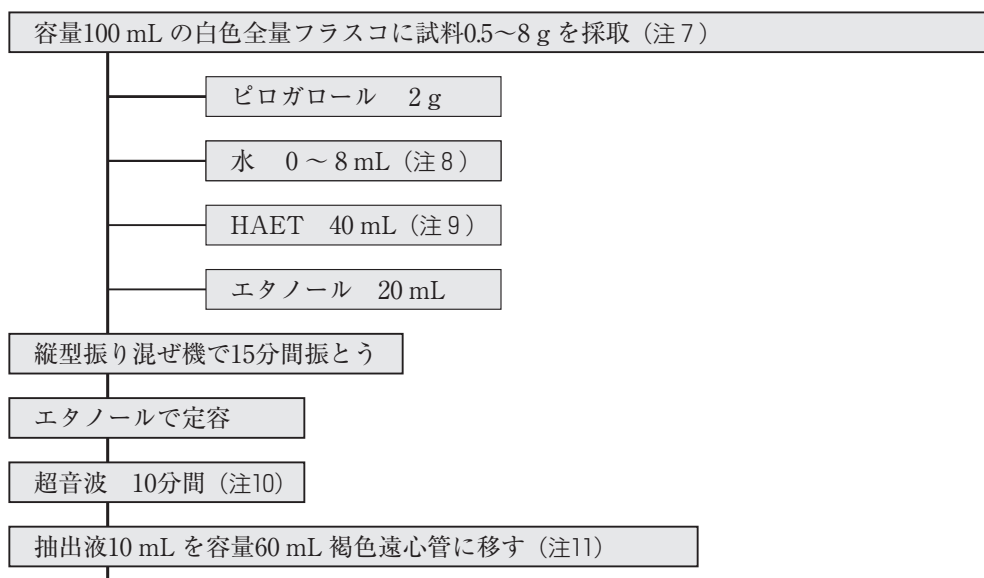 容量100 mL の白色全量フラスコに試料0.5～8 g を採取（注７）
ピロガロール　2 g
水　0 ～ 8 mL（注８）
HAET　40 mL（注９）
エタノール　20 mL
縦型振り混ぜ機で15分間振とう
エタノールで定容
超音波　10分間（注10）
抽出液10 mL を容量60 mL 褐色遠心管に移す（注11）